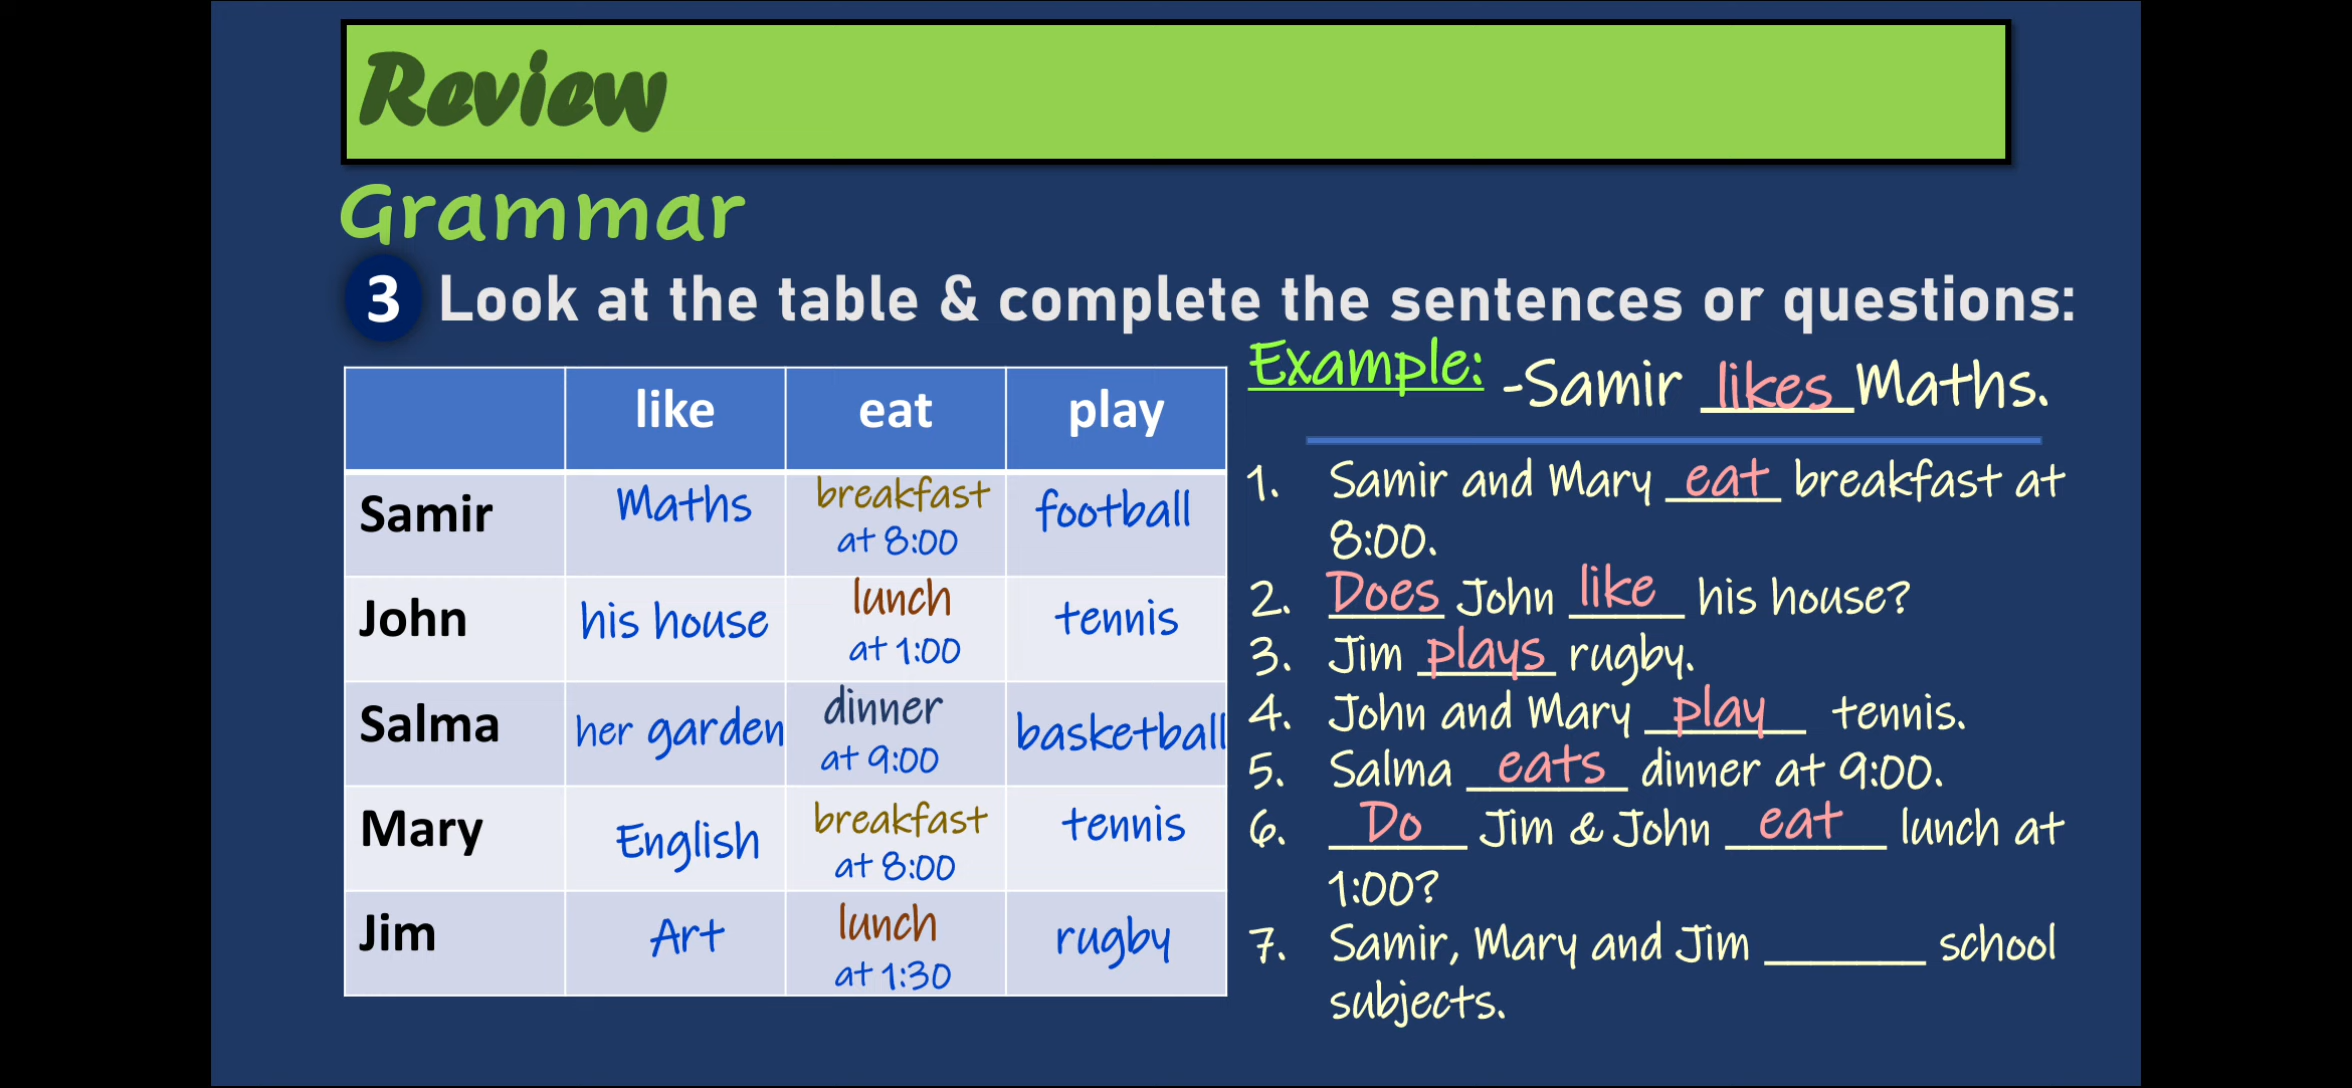 Review
Grammar
3 Look at the table & complete the sentences or questions:
like eat play
Samir Maths breakfast at 8:00 football
John his house lunch at 1:00 tennis
Salma her garden dinner at 9:00 basketball
Mary English breakfast at 8:00 tennis
Jim Art lunch at 1:30 rugby
Example: -Samir likes Maths.
1. Samir and Mary eat breakfast at
8:00.
2. Does John like his house?
3. Jim plays rugby.
4. John and Mary play tennis.
5. Salma eats dinner at 9:00.
6. Do Jim & John eat lunch at
1:00?
7. Samir, Mary and Jim _______ school
subjects.